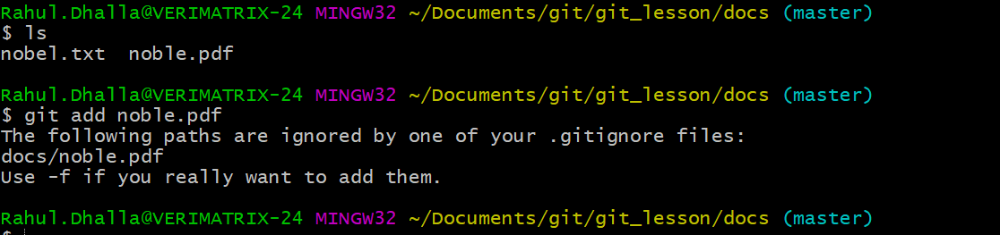 Rahul.Dhalla@VERIMATRIX-24 MINGW32 ~/Documents/git/git_lesson/docs (master)
$ ls
nobel.txt  noble.pdf
Rahul.Dhalla@VERIMATRIX-24 MINGW32 ~/Documents/git/git_lesson/docs (master)
$ git add noble.pdf
The following paths are ignored by one of your .gitignore files:
docs/noble.pdf
Use -f if you really want to add them.
Rahul.Dhalla@VERIMATRIX-24 MINGW32 ~/Documents/git/git_lesson/docs (master)
$